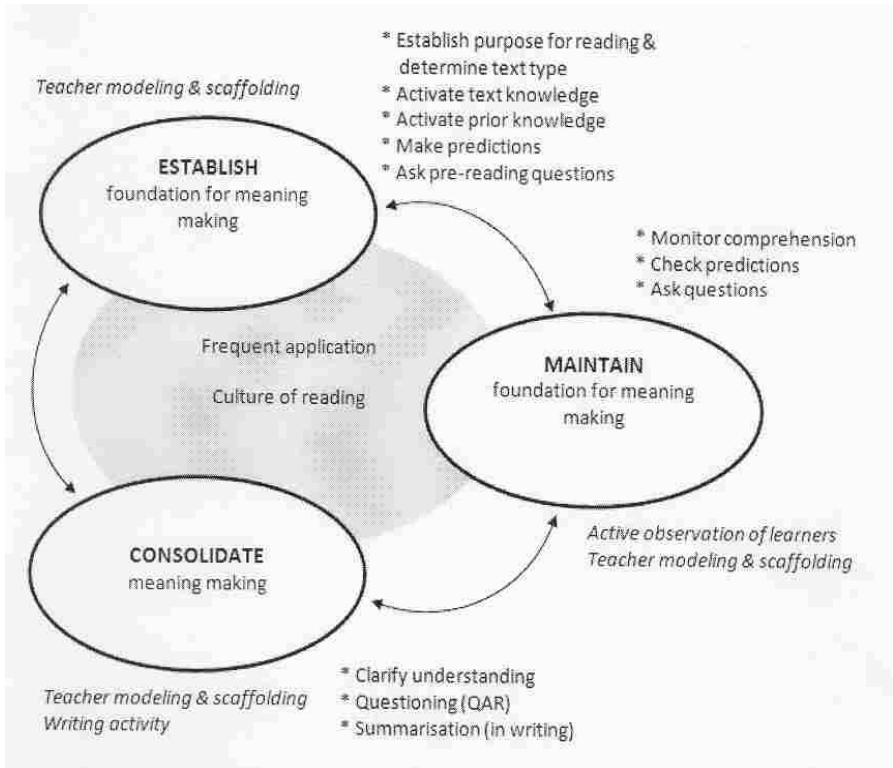 * Establish purpose for reading &
determine text type
* Activate text knowledge
* Activate prior knowledge
* Make predictions
* Ask pre-reading questions
Teacher modeling & scaffolding
ESTABLISH
foundation for meaning
making
* Monitor comprehension
* Check predictions
* Ask questions
Frequent application
Culture of reading
MAINTAIN
foundation for meaning
making
Active observation of learners
Teacher modeling & scaffolding
CONSOLIDATE
meaning making
Teacher modeling & scaffolding
Writing activity
* Clarify understanding
* Questioning (QAR)
* Summarisation (in writing)